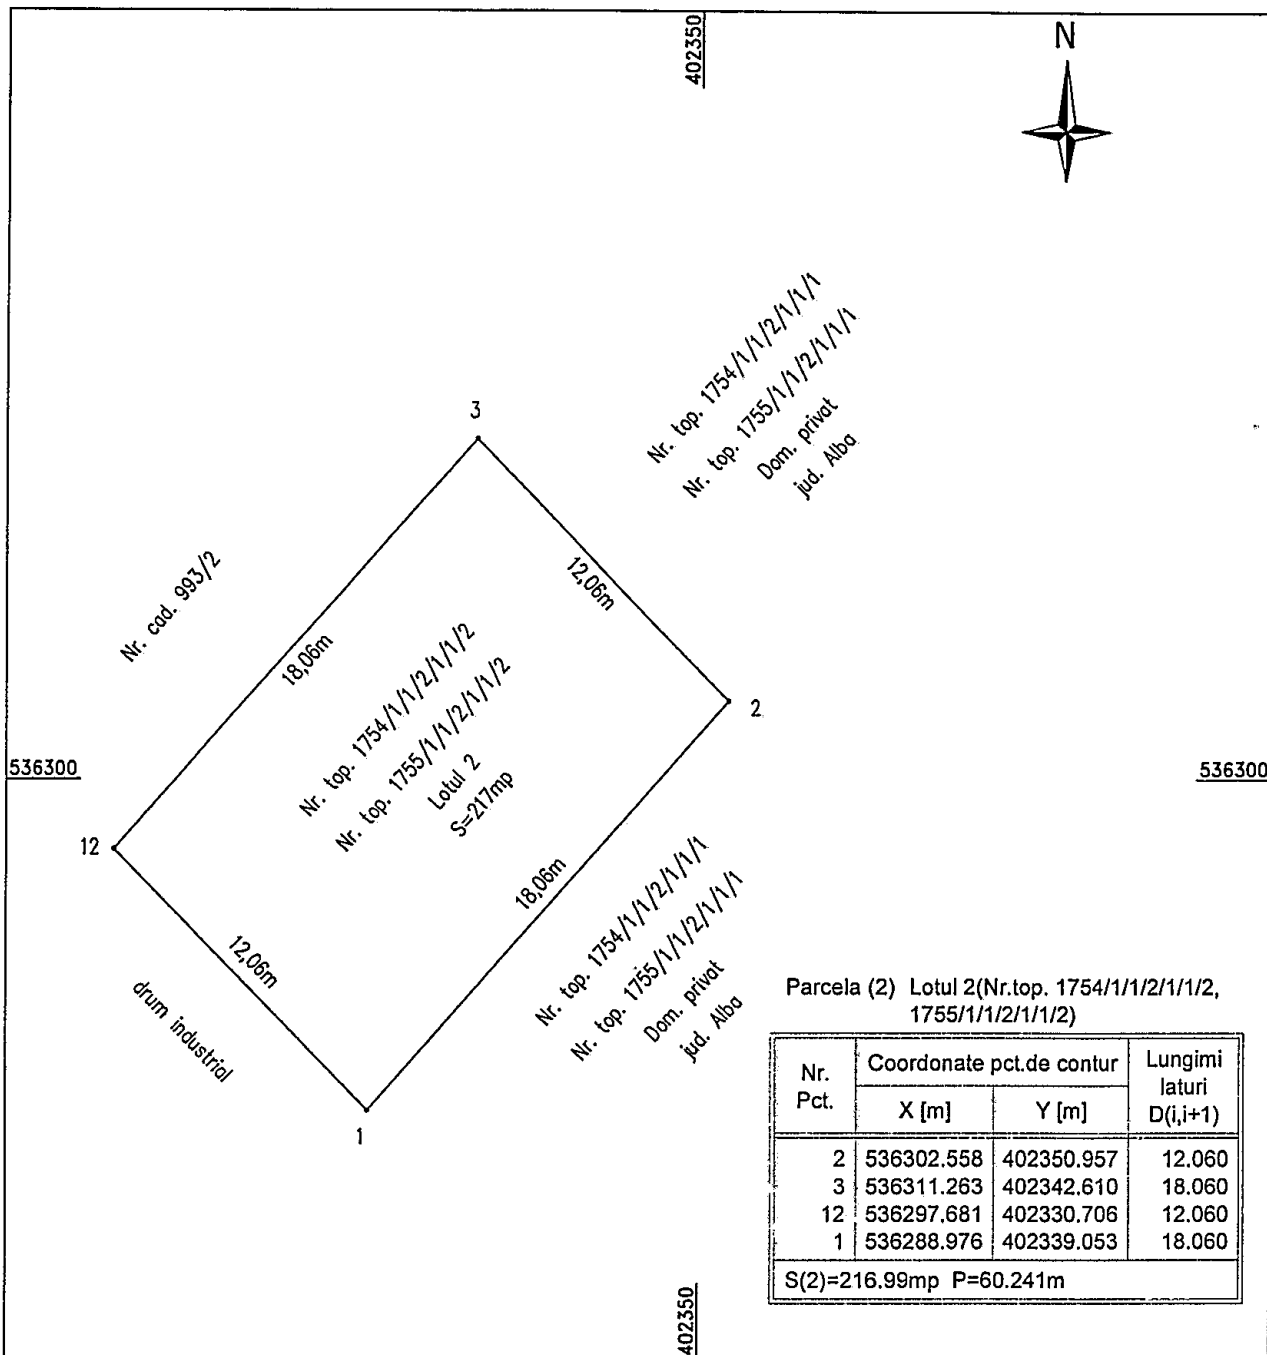 402350
N
Nr. top. 1754/1/1/2/1/1/1
Nr. top. 1755/1/1/2/1/1/1
Dom. privat
jud. Alba
3
12,06m
Nr. cad. 993/2
18,06m
Nr. top. 1754/1/1/2/1/1/2
Nr. top. 1755/1/1/2/1/1/2
Lotul 2
S=217mp
2
536300
536300
12
18,06m
Nr. top. 1754/1/1/2/1/1/1
Nr. top. 1755/1/1/2/1/1/1
Dom. privat
jud. Alba
12,06m
drum industrial
1
Parcela (2) Lotul 2(Nr.top. 1754/1/1/2/1/1/2,
1755/1/1/2/1/1/2)
Nr. Pct. Coordonate pct.de contur Lungimi laturi D(i,i+1)
X [m] Y [m]
2 536302.558 402350.957 12.060
3 536311.263 402342.610 18.060
12 536297.681 402330.706 12.060
1 536288.976 402339.053 18.060
S(2)=216.99mp P=60.241m
402350